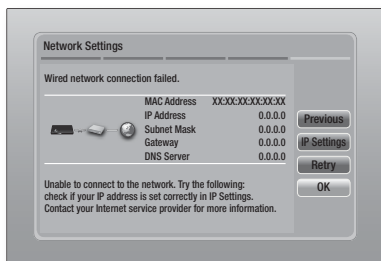 Network Settings
Wired network connection failed.
MAC Address XX:XX:XX:XX:XX:XX
IP Address 0.0.0.0
Subnet Mask 0.0.0.0
Gateway 0.0.0.0
DNS Server 0.0.0.0
Previous
IP Settings
Retry
OK
Unable to connect to the network. Try the following:
check if your IP address is set correctly in IP Settings.
Contact your Internet service provider for more information.